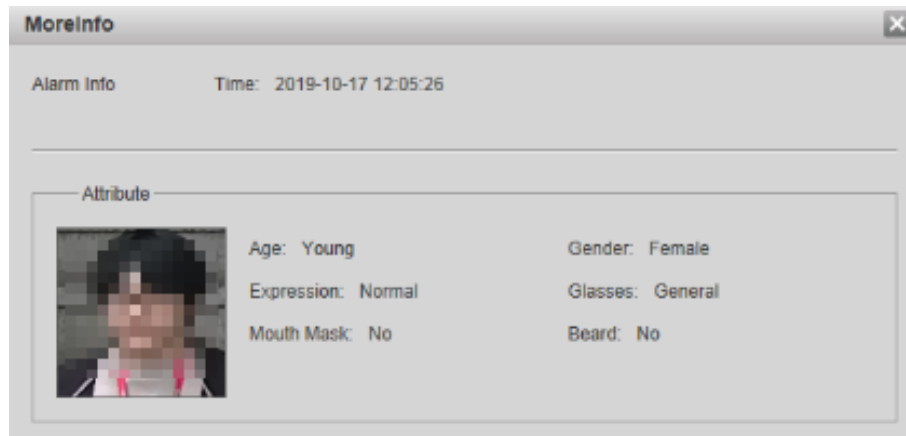 MoreInfo
Alarm Info Time: 2019-10-17 12:05:26
Attribute
Age: Young Gender: Female
Expression: Normal Glasses: General
Mouth Mask: No Beard: No